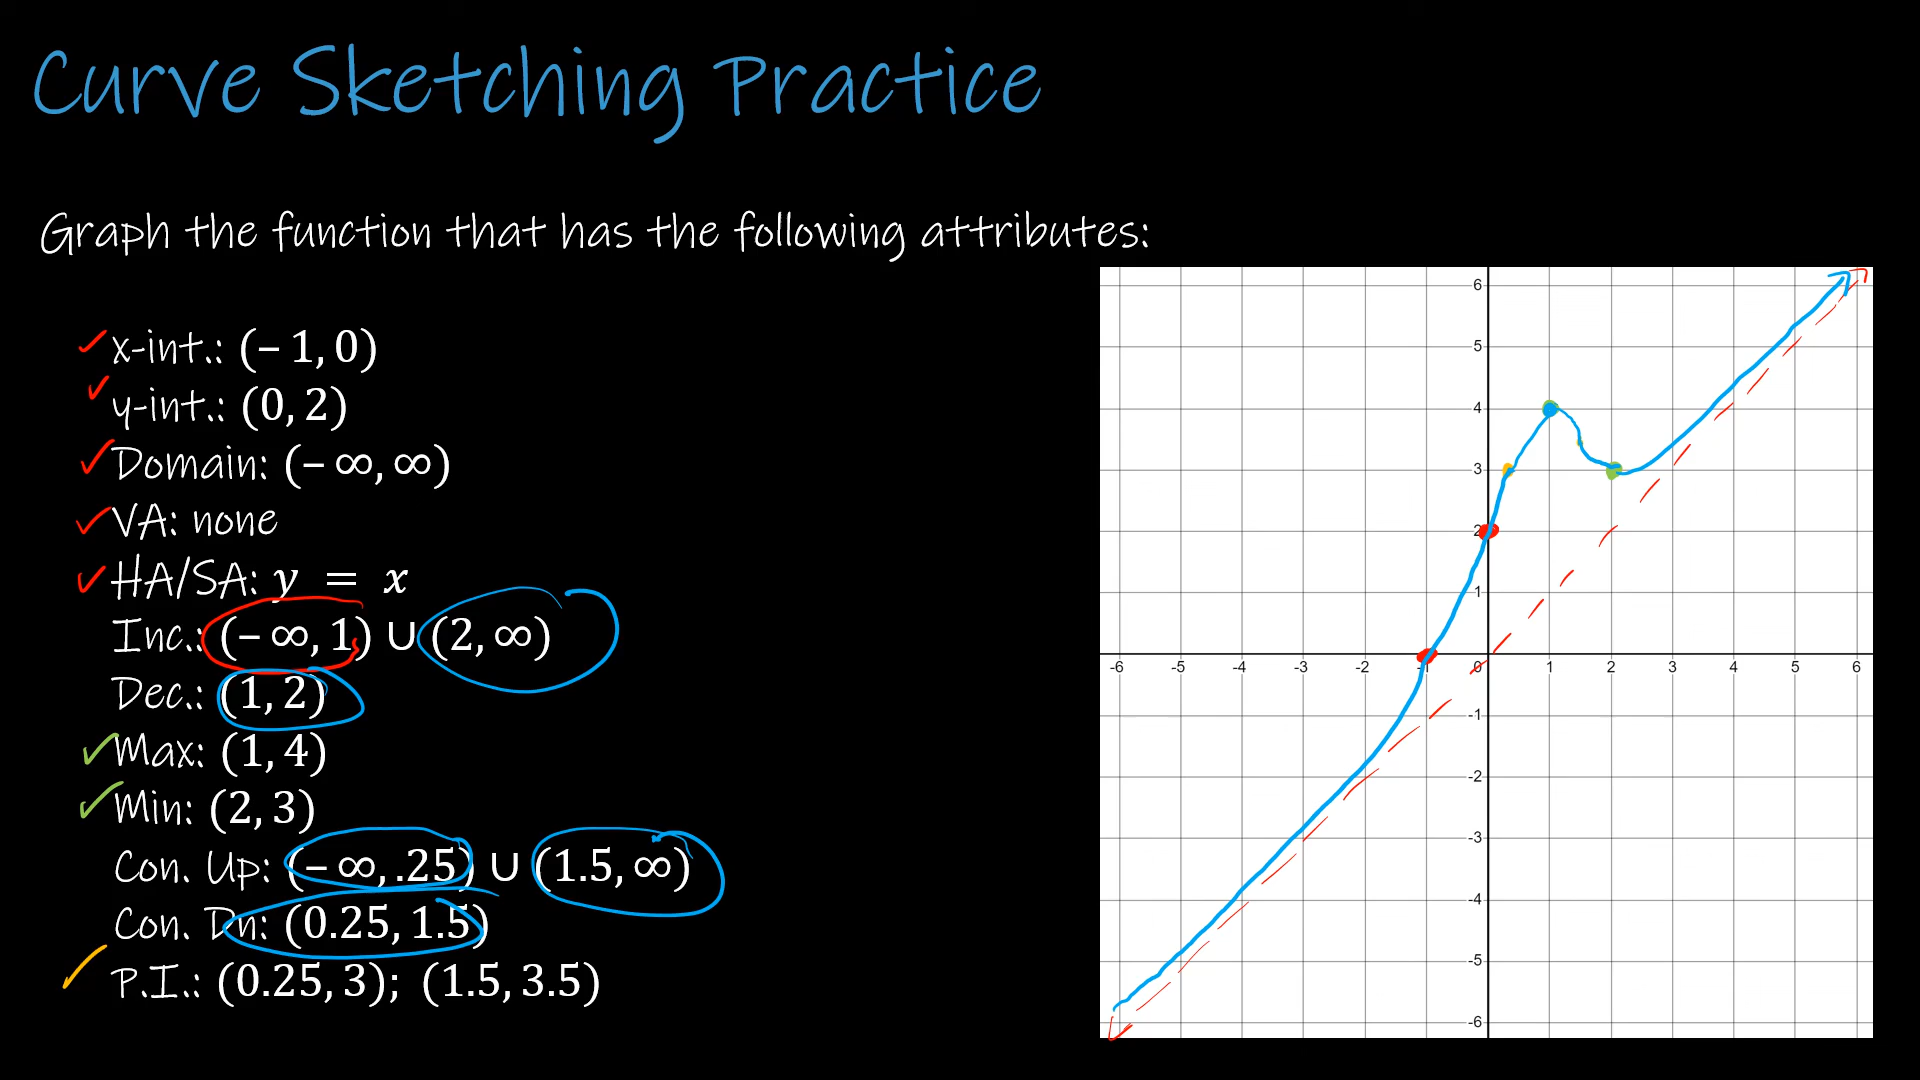 Curve Sketching Practice
Graph the function that has the following attributes:
x-int.: (– 1, 0)
y-int.: (0, 2)
Domain: (– ∞, ∞)
VA: none
HA/SA: y = x
Inc.: (– ∞, 1) ∪ (2, ∞)
Dec.: (1, 2)
Max: (1, 4)
Min: (2, 3)
Con. Up: (– ∞, .25) ∪ (1.5, ∞)
Con. Dn: (0.25, 1.5)
P.I.: (0.25, 3); (1.5, 3.5)
6
5
4
3
2
1
-6 -5 -4 -3 -2 -1 0 1 2 3 4 5 6
-1
-2
-3
-4
-5
-6